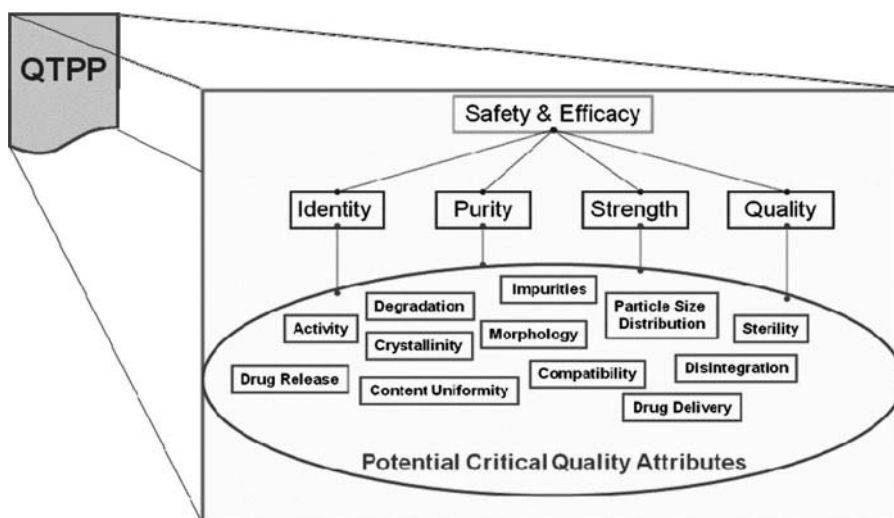 QTPP
Safety & Efficacy
Identity
Purity
Strength
Quality
Impurities
Degradation
Particle Size
Distribution
Activity
Morphology
Sterility
Crystallinity
Drug Release
Compatibility
Disintegration
Content Uniformity
Drug Delivery
Potential Critical Quality Attributes